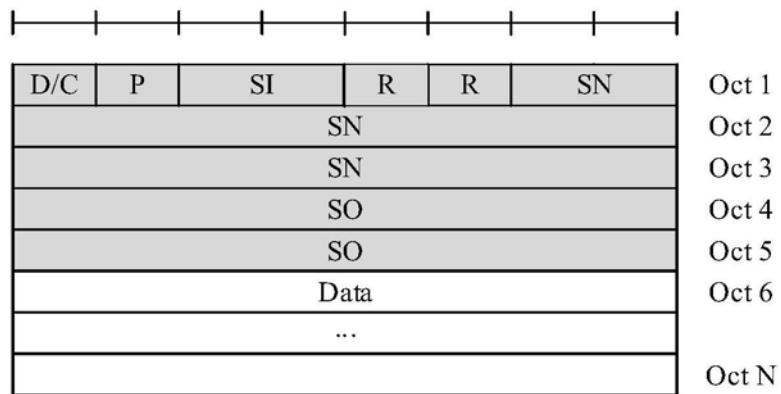 D/C P SI R R SN Oct 1
SN Oct 2
SN Oct 3
SO Oct 4
SO Oct 5
Data Oct 6
...
Oct N